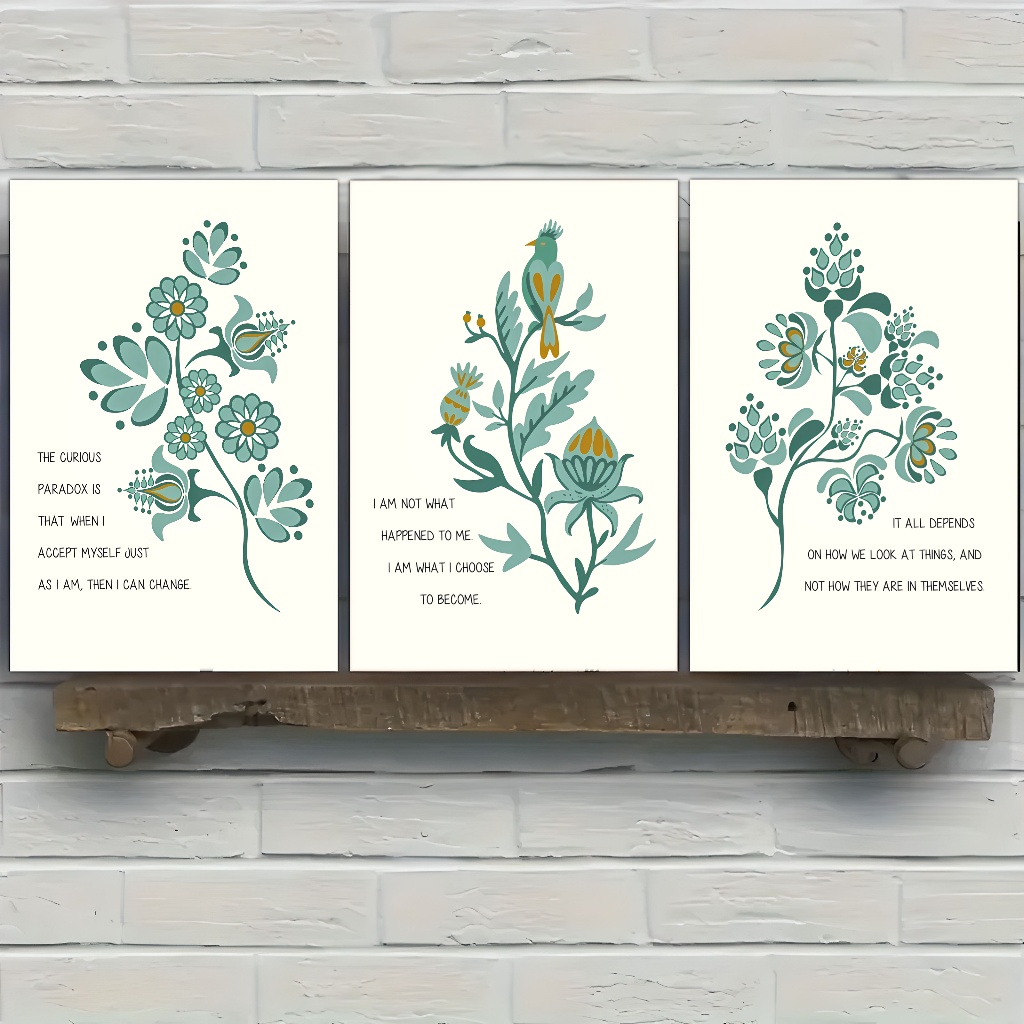 THE CURIOUS
PARADOX IS
THAT WHEN I
ACCEPT MYSELF JUST
AS I AM, THEN I CAN CHANGE.
I AM NOT WHAT
HAPPENED TO ME.
I AM WHAT I CHOOSE
TO BECOME.
IT ALL DEPENDS
ON HOW WE LOOK AT THINGS, AND
NOT HOW THEY ARE IN THEMSELVES.